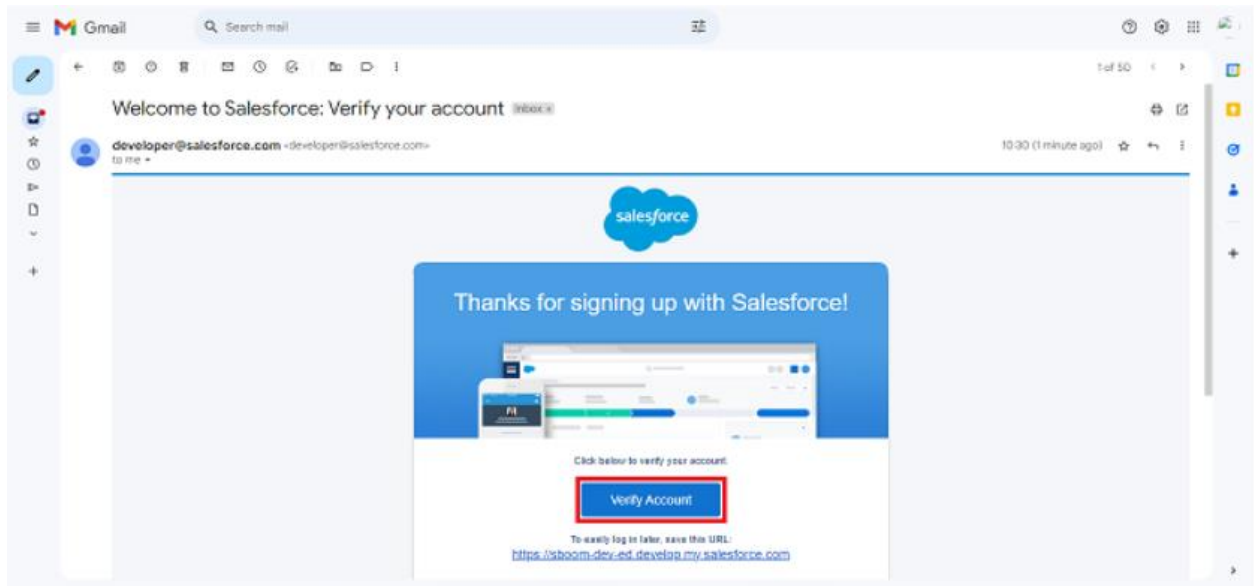 Gmail
Search mail
1 of 50
Welcome to Salesforce: Verify your account Inbox x
developer@salesforce.com <developer@salesforce.com>
10:30 (1 minute ago)
to me
salesforce
Thanks for signing up with Salesforce!
Click below to verify your account.
Verify Account
To easily log in later, save this URL:
https://sboom-dev-ed.develop.my.salesforce.com